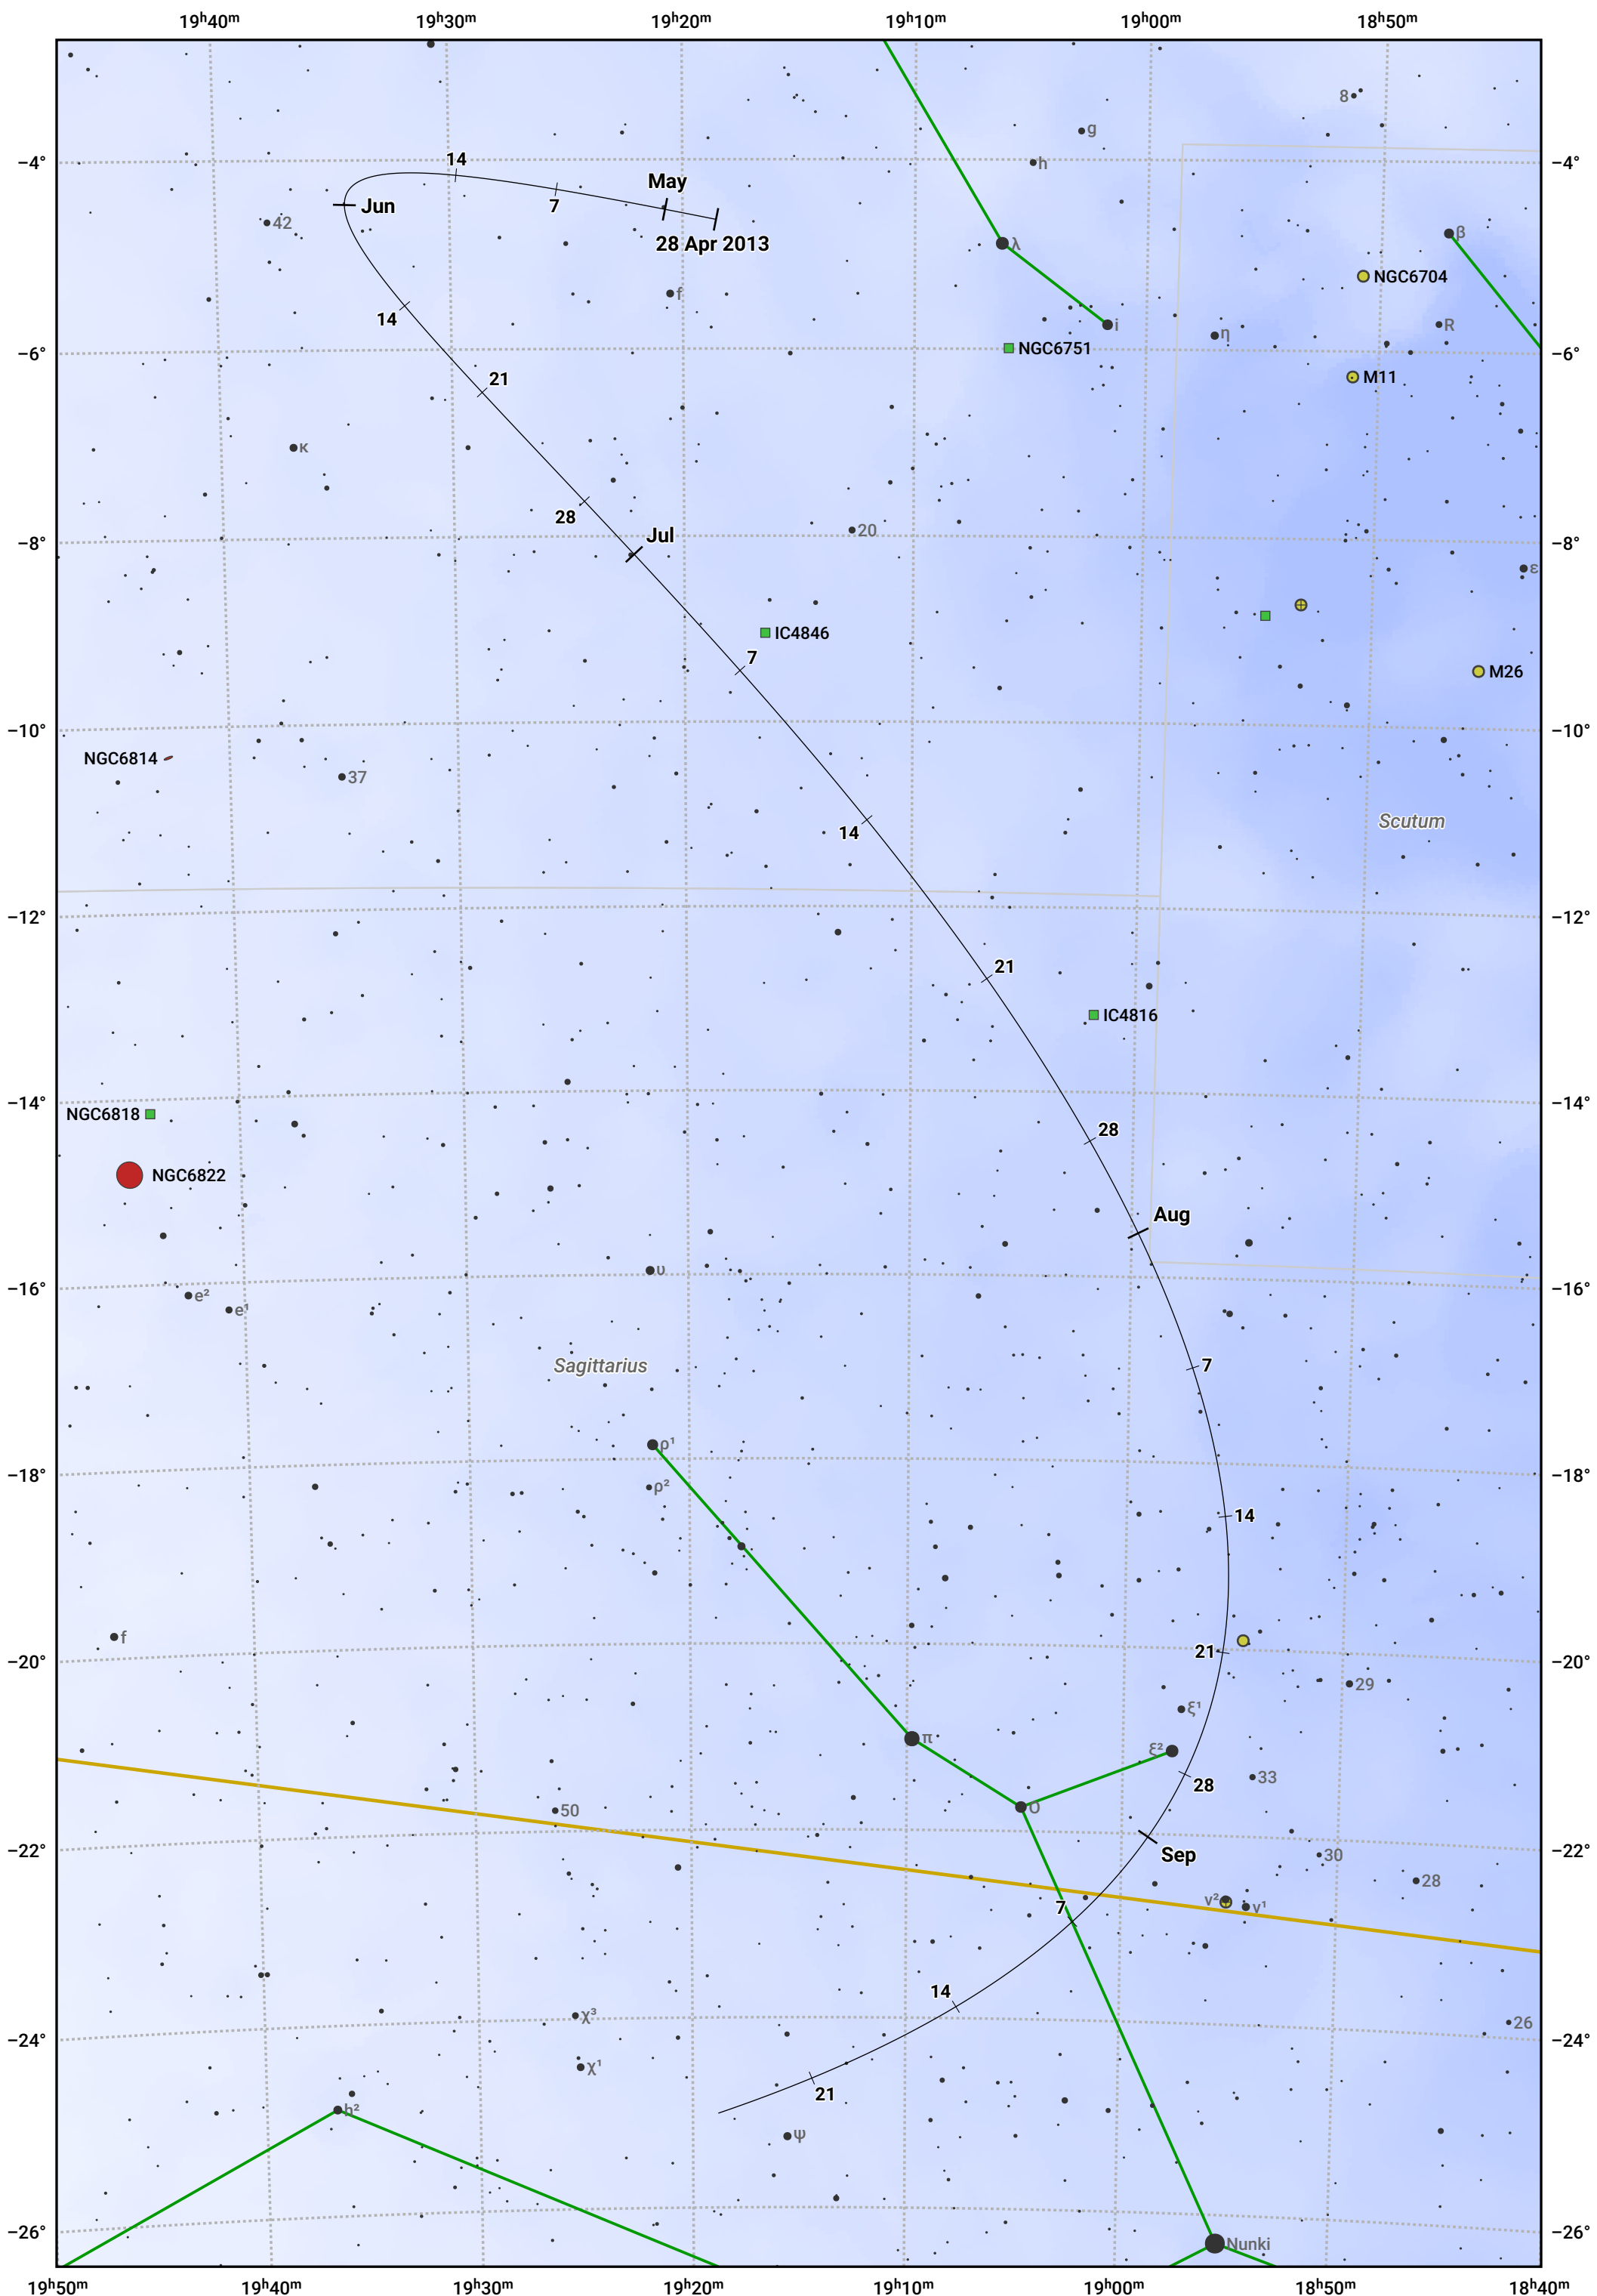 19h40m 19h30m 19h20m 19h10m 19h00m 18h50m
8
g
−4° 14 h −4°
May
Jun
7
42 28 Apr 2013 λ β
NGC6704
f
14 i η R
−6° NGC6751 −6°
21 M11
κ
28 20
Jul
−8° −8°
ε
IC4846
7 M26
−10° −10°
NGC6814
37
14 Scutum
−12° −12°
21
IC4816
−14° −14°
NGC6818 28
NGC6822
Aug
υ
−16° −16°
e² e¹
Sagittarius 7
ρ¹
−18° −18°
ρ²
14
f
21
−20° −20°
29
ξ¹
π
ξ²
33
28
50 ο
−22° −22°
Sep 30
28
7 ν² ν¹
14
χ³ 26
−24° −24°
χ¹
21
h²
ψ
−26° −26°
Nunki
19h50m 19h40m 19h30m 19h20m 19h10m 19h00m 18h50m 18h40m